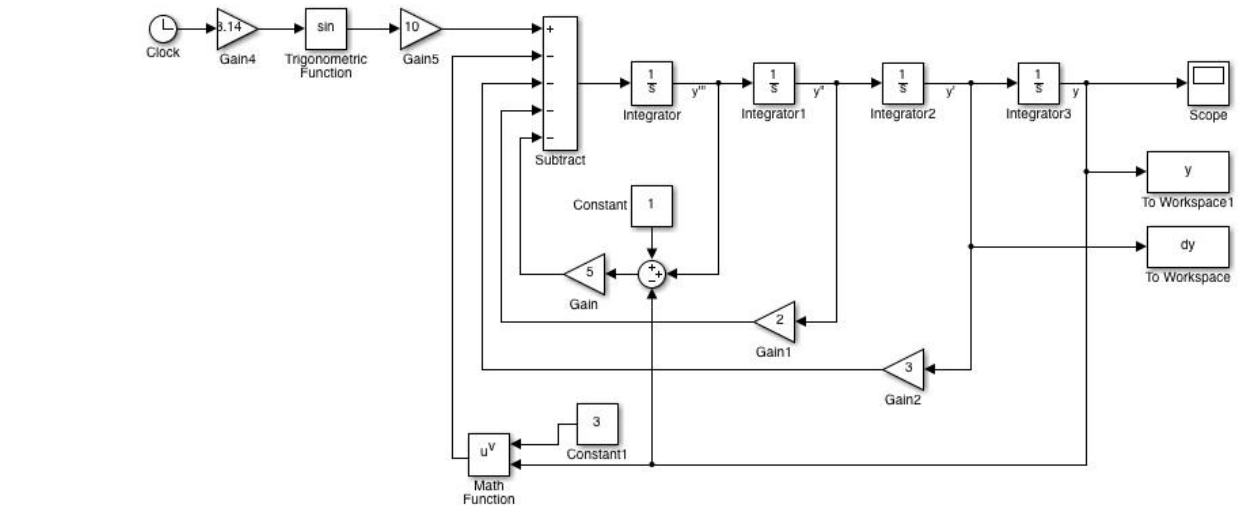 3.14
sin
10
Clock
Gain4
Trigonometric
Function
Gain5
+
−
−
−
−
Subtract
1
s
Integrator
y'''
1
s
Integrator1
y''
1
s
Integrator2
y'
1
s
Integrator3
y
Scope
y
To Workspace1
dy
To Workspace
Constant
1
+
+
−
5
Gain
2
Gain1
3
Gain2
3
Constant1
uv
Math
Function